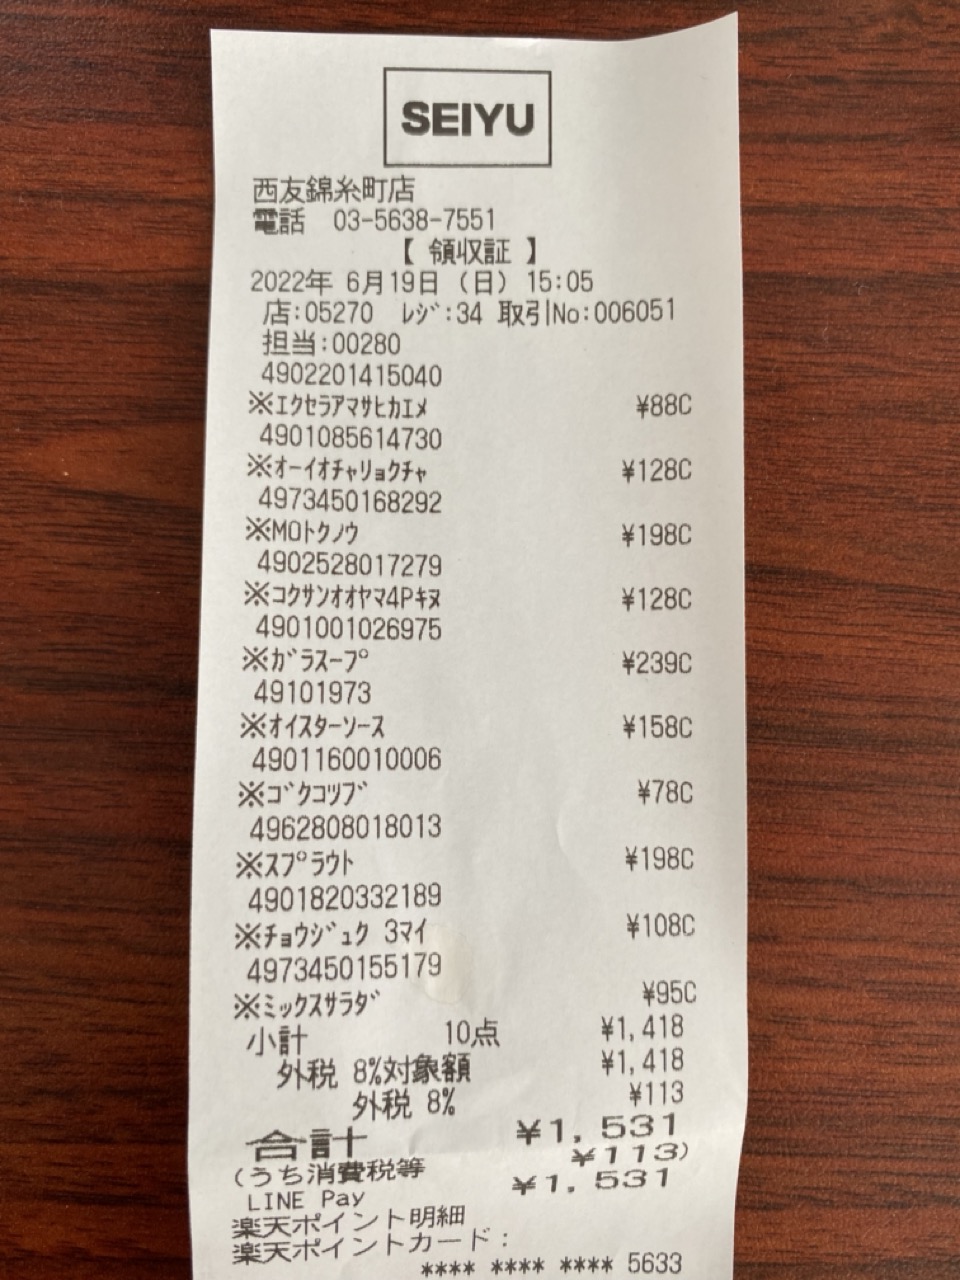 SEIYU
西友錦糸町店
電話 03-5638-7551
【 領収証 】
2022年 6月19日 (日) 15:05
店:05270 ﾚｼﾞ:34 取引No:006051
担当:00280
4902201415040
※ｴｸｾﾗｱﾏｻﾋｶｴﾒ ¥88C
4901085614730
※ｵｰｲｵﾁｬﾘｮｸﾁｬ ¥128C
4973450168292
※MOﾄｸﾉｳ ¥198C
4902528017279
※ｺｸｻﾝｵｵﾔﾏ4Pｷﾇ ¥128C
4901001026975
※ｶﾞﾗｽｰﾌﾟ ¥239C
49101973
※ｵｲｽﾀｰｿｰｽ ¥158C
4901160010006
※ｺﾞｸｺﾂﾌﾞ ¥78C
4962808018013
※ｽﾌﾟﾗｳﾄ ¥198C
4901820332189
※ﾁｮｳｼﾞｭｸ 3ﾏｲ ¥108C
4973450155179
※ﾐｯｸｽｻﾗﾀﾞ ¥95C
小計 10点 ¥1,418
外税 8%対象額 ¥1,418
外税 8% ¥113
合計 ¥1,531
(うち消費税等 ¥113)
LINE Pay ¥1,531
楽天ポイント明細
楽天ポイントカード:
**** **** **** 5633